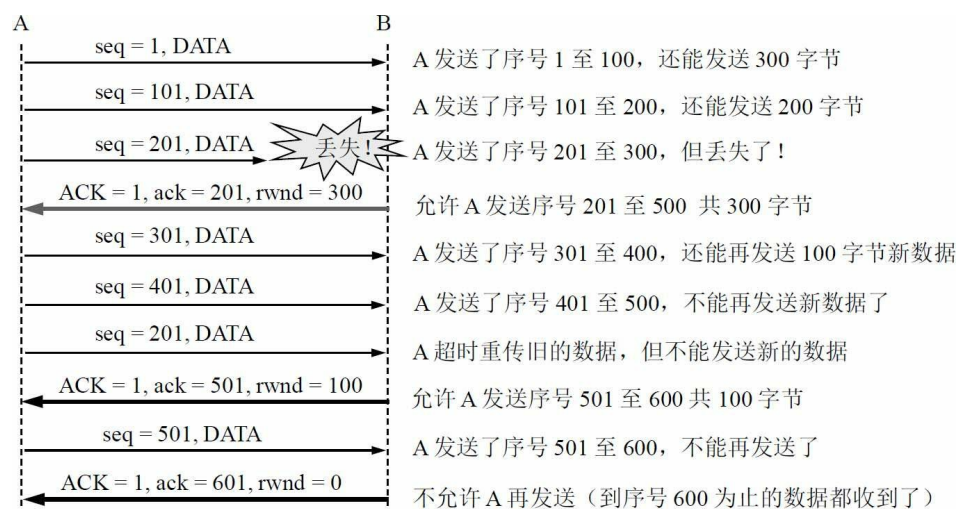 A B
seq = 1, DATA A 发送了序号 1 至 100，还能发送 300 字节
seq = 101, DATA A 发送了序号 101 至 200，还能发送 200 字节
seq = 201, DATA 丢失！ A 发送了序号 201 至 300，但丢失了！
ACK = 1, ack = 201, rwnd = 300 允许 A 发送序号 201 至 500 共 300 字节
seq = 301, DATA A 发送了序号 301 至 400，还能再发送 100 字节新数据
seq = 401, DATA A 发送了序号 401 至 500，不能再发送新数据了
seq = 201, DATA A 超时重传旧的数据，但不能发送新的数据
ACK = 1, ack = 501, rwnd = 100 允许 A 发送序号 501 至 600 共 100 字节
seq = 501, DATA A 发送了序号 501 至 600，不能再发送了
ACK = 1, ack = 601, rwnd = 0 不允许 A 再发送（到序号 600 为止的数据都收到了）